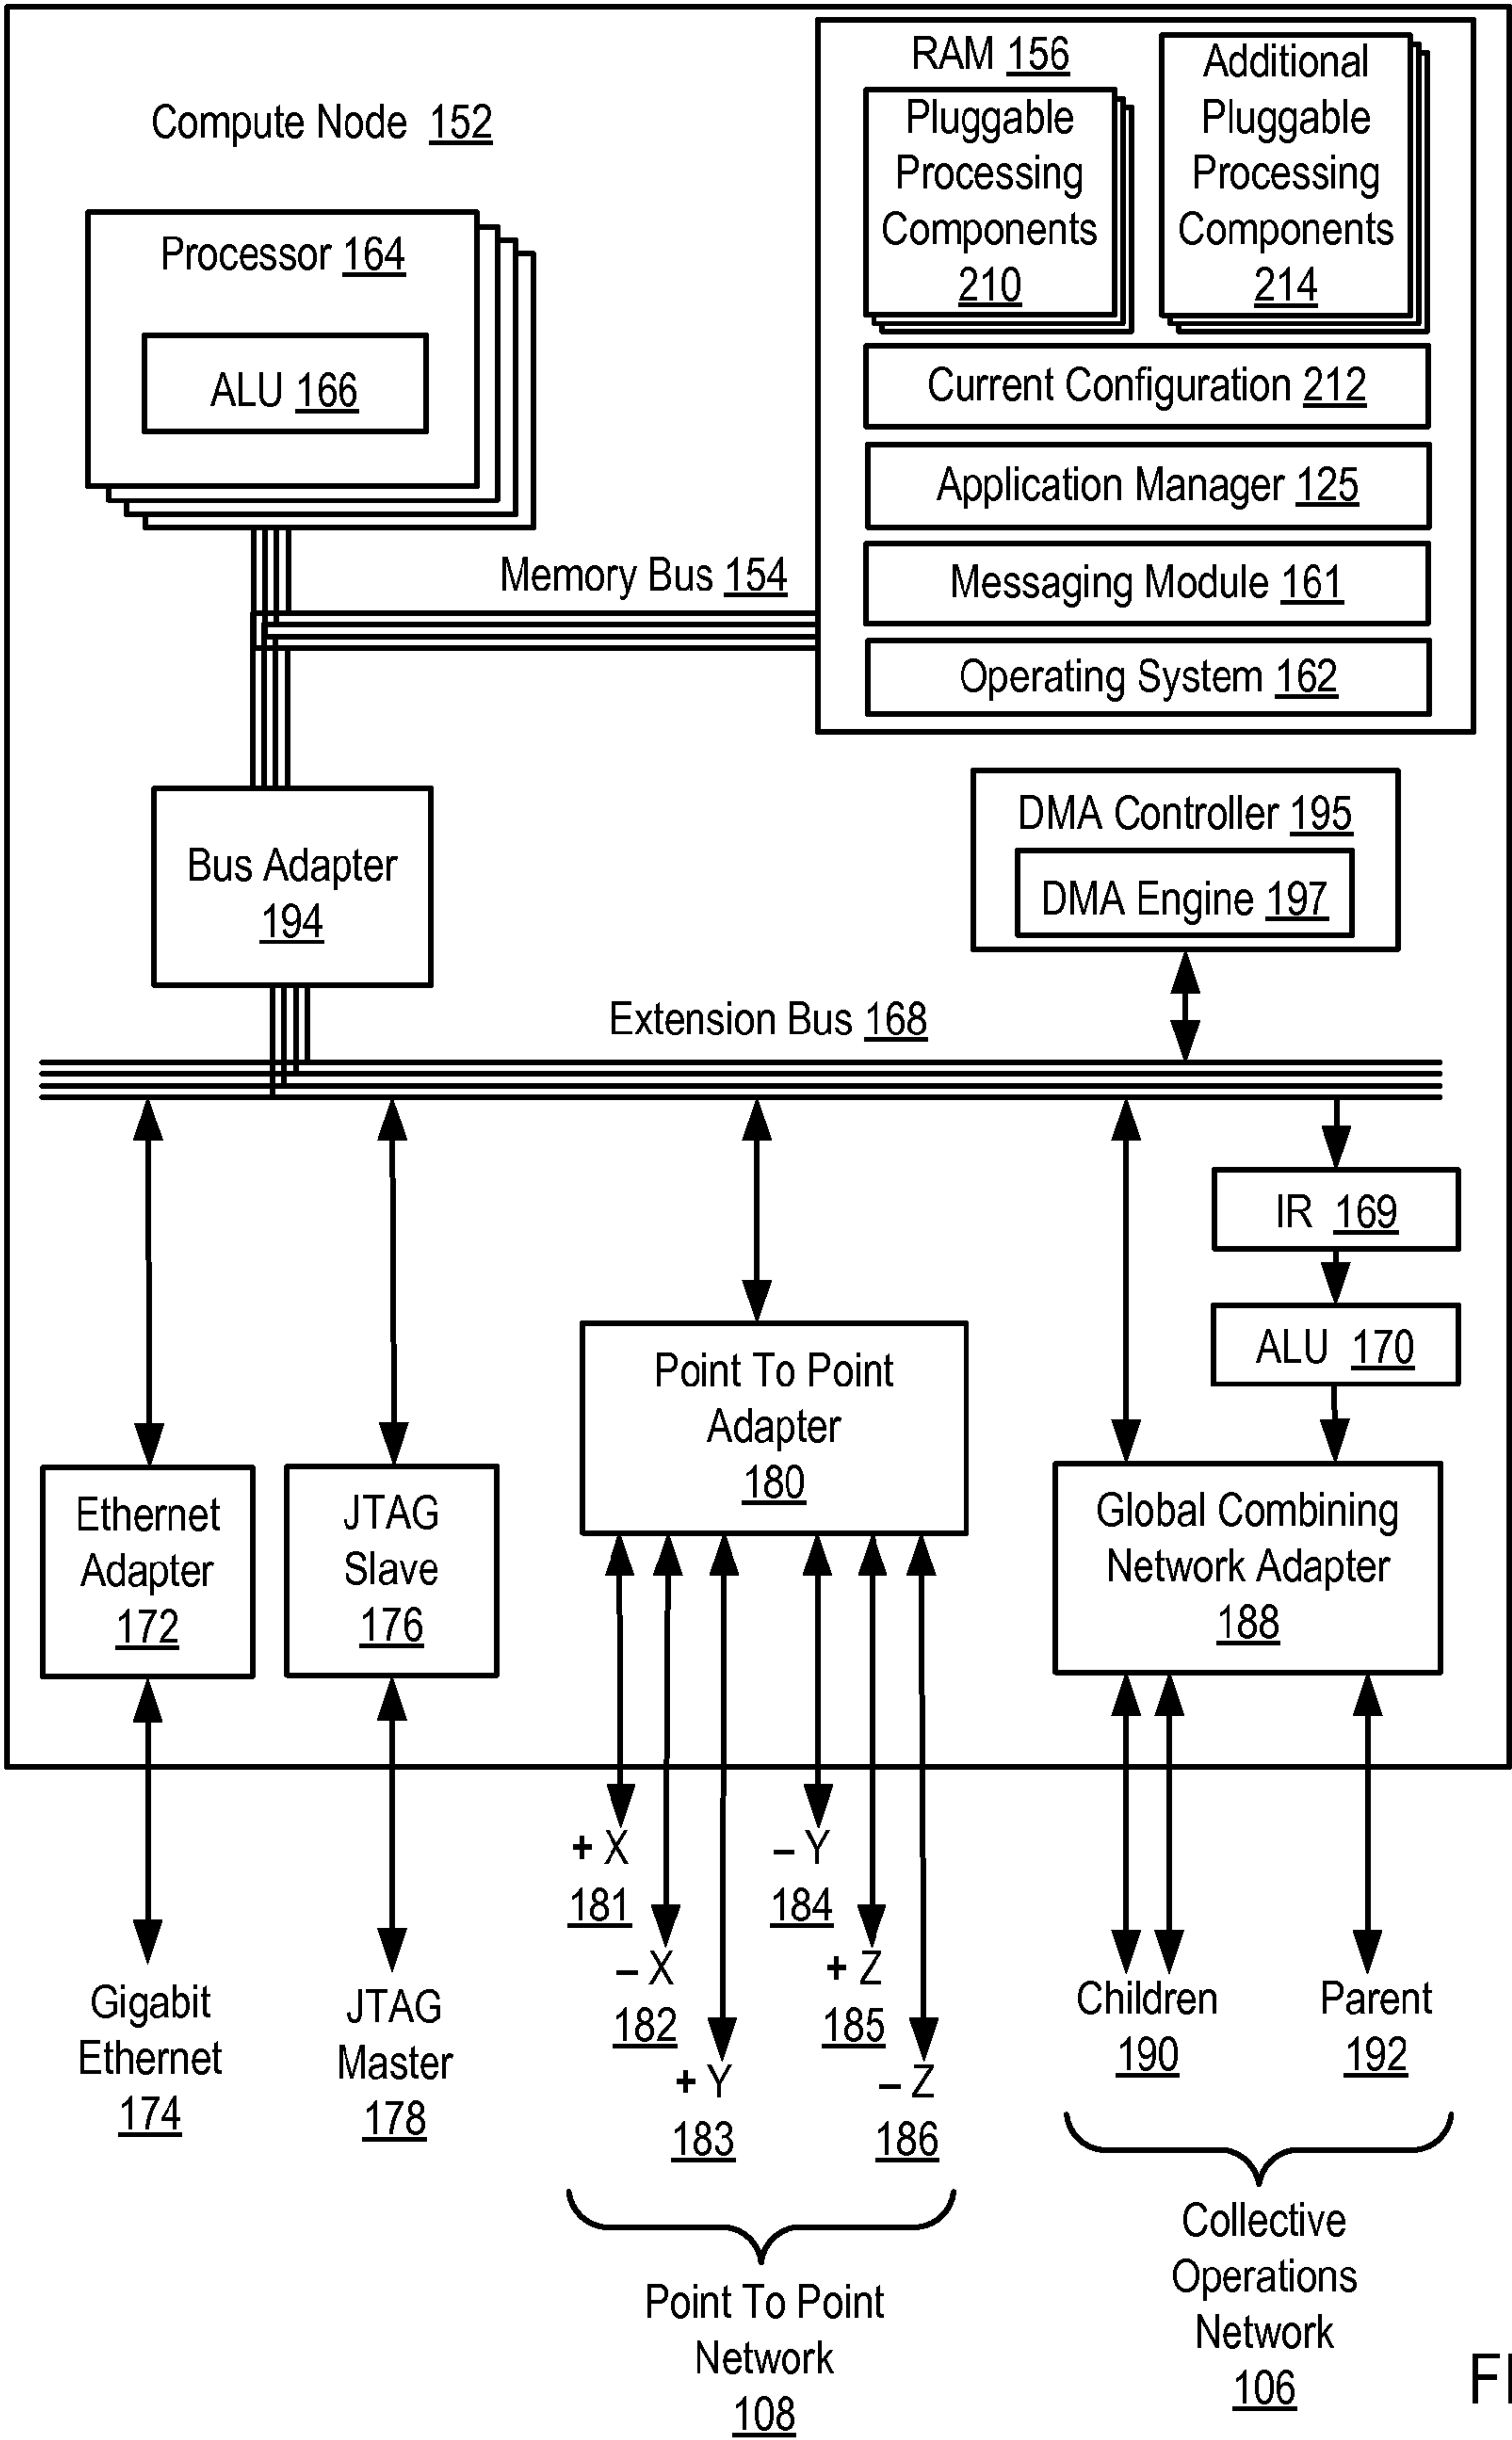 Compute Node 152
RAM 156
Pluggable
Processing
Components
210
Additional
Pluggable
Processing
Components
214
Processor 164
ALU 166
Current Configuration 212
Application Manager 125
Messaging Module 161
Operating System 162
Memory Bus 154
Bus Adapter
194
DMA Controller 195
DMA Engine 197
Extension Bus 168
IR 169
ALU 170
Point To Point
Adapter
180
Ethernet
Adapter
172
JTAG
Slave
176
Global Combining
Network Adapter
188
+ X
181
– X
182
+ Y
183
– Y
184
+ Z
185
– Z
186
Gigabit
Ethernet
174
JTAG
Master
178
Children
190
Parent
192
Point To Point
Network
108
Collective
Operations
Network
106